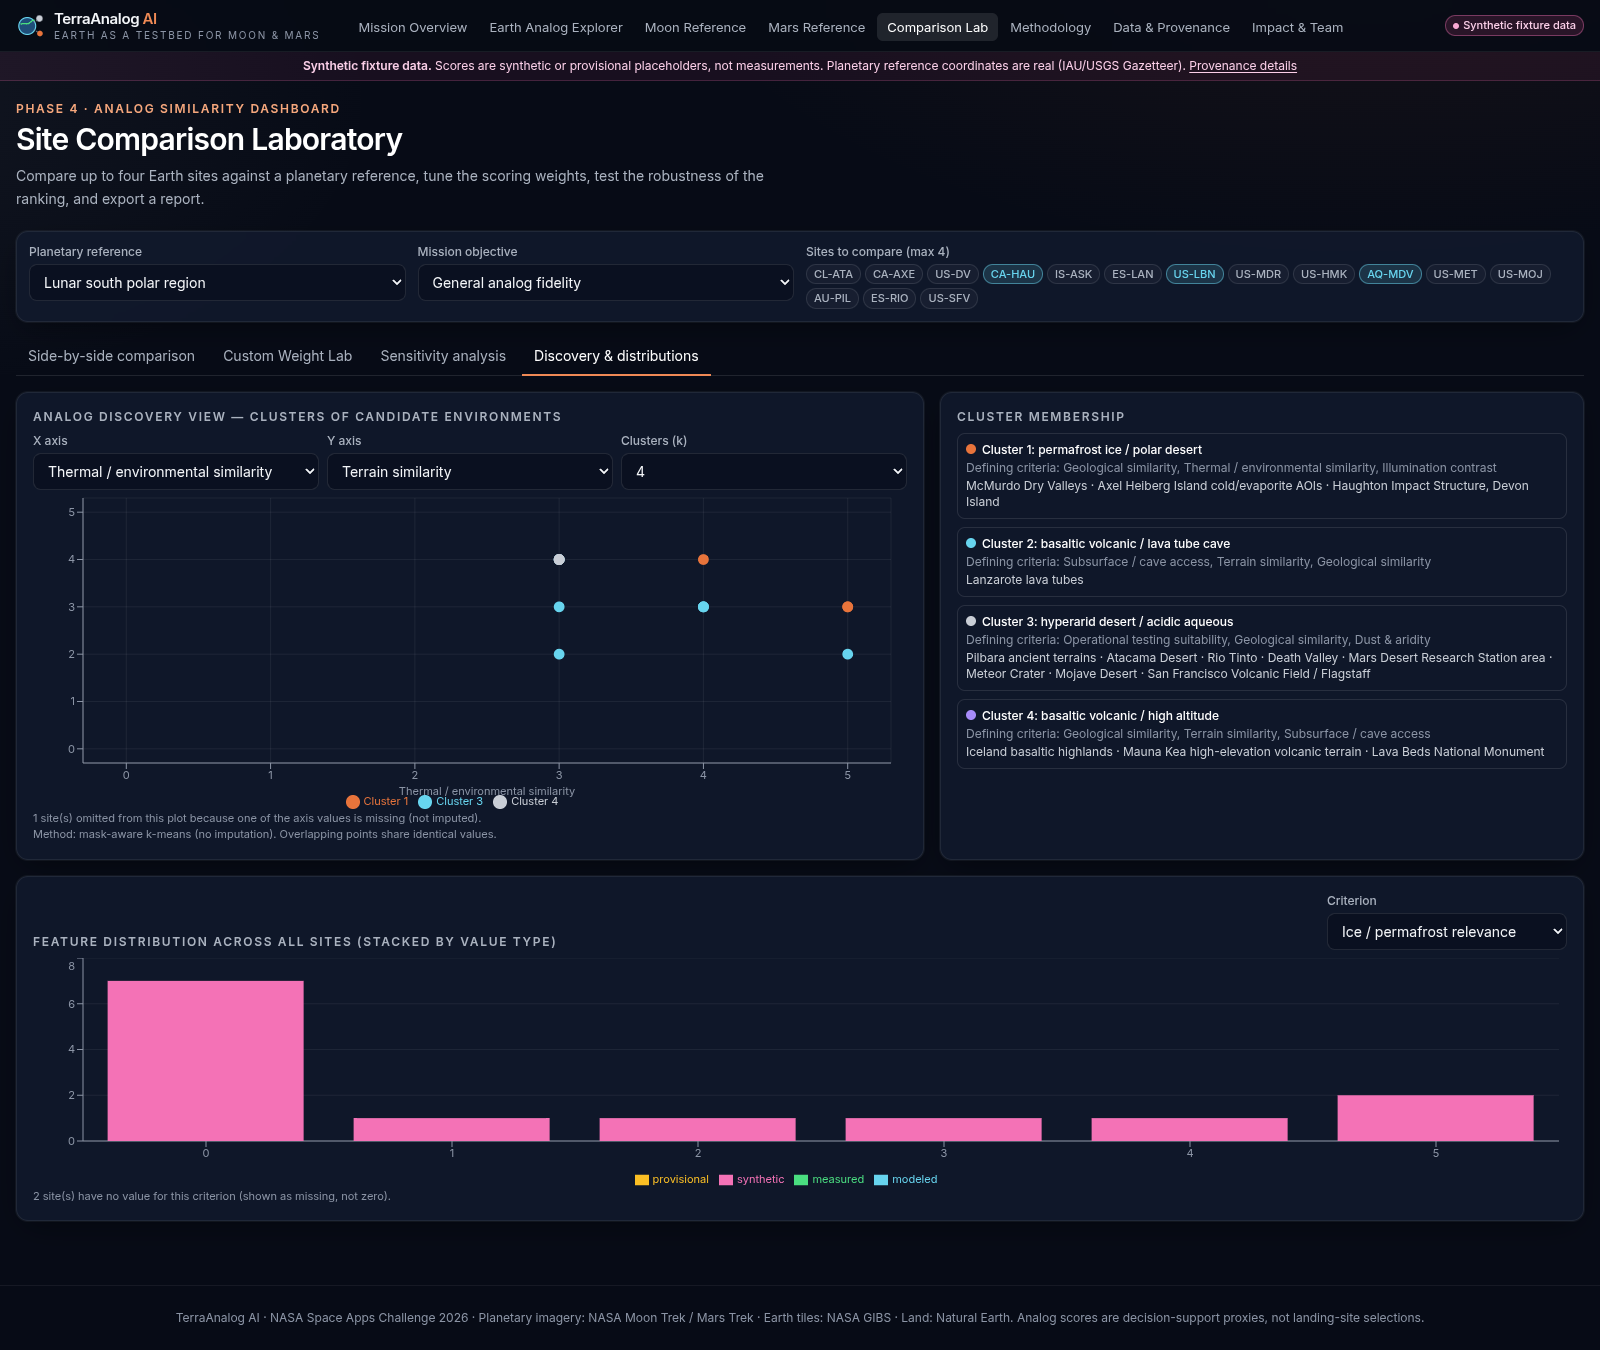 TerraAnalog AI
EARTH AS A TESTBED FOR MOON & MARS
Mission Overview
Earth Analog Explorer
Moon Reference
Mars Reference
Comparison Lab
Methodology
Data & Provenance
Impact & Team
Synthetic fixture data
Synthetic fixture data. Scores are synthetic or provisional placeholders, not measurements. Planetary reference coordinates are real (IAU/USGS Gazetteer). Provenance details
PHASE 4 · ANALOG SIMILARITY DASHBOARD
Site Comparison Laboratory
Compare up to four Earth sites against a planetary reference, tune the scoring weights, test the robustness of the
ranking, and export a report.
Planetary reference
Lunar south polar region
Mission objective
General analog fidelity
Sites to compare (max 4)
CL-ATA CA-AXE US-DV CA-HAU IS-ASK ES-LAN US-LBN US-MDR US-HMK AQ-MDV US-MET US-MOJ
AU-PIL ES-RIO US-SFV
Side-by-side comparison
Custom Weight Lab
Sensitivity analysis
Discovery & distributions
ANALOG DISCOVERY VIEW — CLUSTERS OF CANDIDATE ENVIRONMENTS
X axis
Thermal / environmental similarity
Y axis
Terrain similarity
Clusters (k)
4
5
4
3
2
1
0
0 1 2 3 4 5
Thermal / environmental similarity
Cluster 1 Cluster 3 Cluster 4
1 site(s) omitted from this plot because one of the axis values is missing (not imputed).
Method: mask-aware k-means (no imputation). Overlapping points share identical values.
CLUSTER MEMBERSHIP
Cluster 1: permafrost ice / polar desert
Defining criteria: Geological similarity, Thermal / environmental similarity, Illumination contrast
McMurdo Dry Valleys · Axel Heiberg Island cold/evaporite AOIs · Haughton Impact Structure, Devon
Island
Cluster 2: basaltic volcanic / lava tube cave
Defining criteria: Subsurface / cave access, Terrain similarity, Geological similarity
Lanzarote lava tubes
Cluster 3: hyperarid desert / acidic aqueous
Defining criteria: Operational testing suitability, Geological similarity, Dust & aridity
Pilbara ancient terrains · Atacama Desert · Rio Tinto · Death Valley · Mars Desert Research Station area ·
Meteor Crater · Mojave Desert · San Francisco Volcanic Field / Flagstaff
Cluster 4: basaltic volcanic / high altitude
Defining criteria: Geological similarity, Terrain similarity, Subsurface / cave access
Iceland basaltic highlands · Mauna Kea high-elevation volcanic terrain · Lava Beds National Monument
FEATURE DISTRIBUTION ACROSS ALL SITES (STACKED BY VALUE TYPE)
Criterion
Ice / permafrost relevance
8
6
4
2
0
0 1 2 3 4 5
provisional synthetic measured modeled
2 site(s) have no value for this criterion (shown as missing, not zero).
TerraAnalog AI · NASA Space Apps Challenge 2026 · Planetary imagery: NASA Moon Trek / Mars Trek · Earth tiles: NASA GIBS · Land: Natural Earth. Analog scores are decision-support proxies, not landing-site selections.